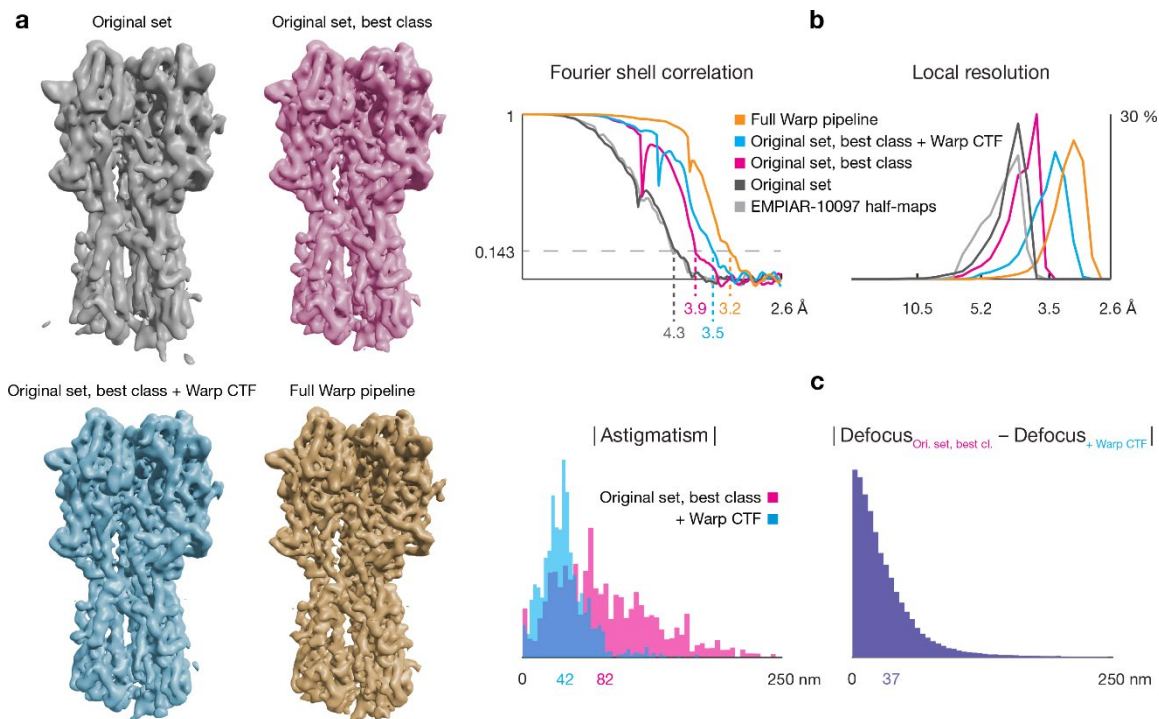 a
Original set
Original set, best class
Original set, best class + Warp CTF
Full Warp pipeline
b
Fourier shell correlation
1
0.143
Full Warp pipeline
Original set, best class + Warp CTF
Original set, best class
Original set
EMPIAR-10097 half-maps
4.3
3.9
3.5
3.2
2.6 Å
Local resolution
30 %
10.5
5.2
3.5
2.6 Å
c
| Astigmatism |
Original set, best class
+ Warp CTF
0
42
82
250 nm
| Defocus Ori. set, best cl. – Defocus + Warp CTF |
0
37
250 nm